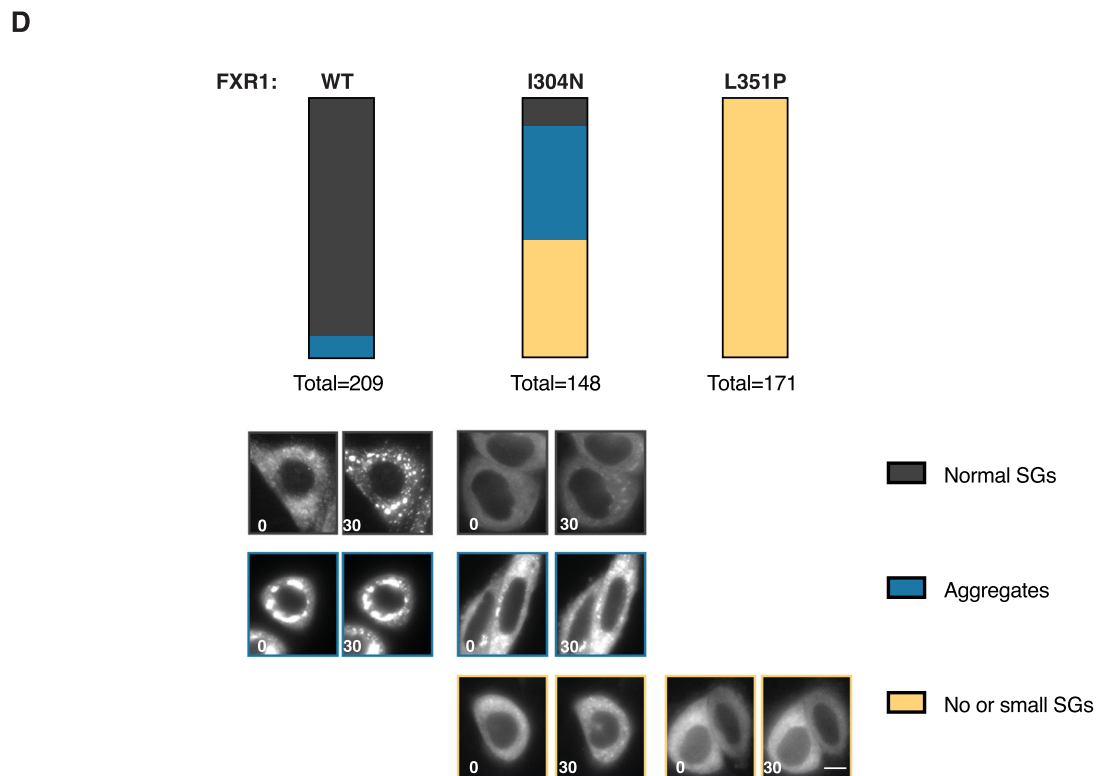 D
FXR1: WT I304N L351P
Total=209 Total=148 Total=171
0 30 0 30
Normal SGs
0 30 0 30
Aggregates
0 30 0 30
No or small SGs